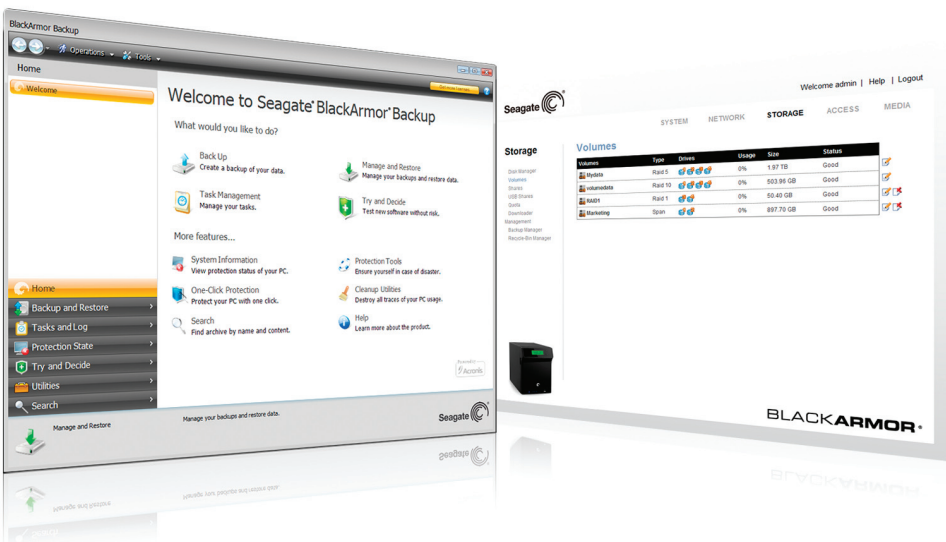 BlackArmor Backup
Operations
Tools
Home
Welcome
Welcome to Seagate® BlackArmor® Backup
What would you like to do?
Back Up
Create a backup of your data.
Manage and Restore
Manage your backups and restore data.
Task Management
Manage your tasks.
Try and Decide
Test new software without risk.
More features...
System Information
View protection status of your PC.
Protection Tools
Ensure yourself in case of disaster.
One-Click Protection
Protect your PC with one click.
Cleanup Utilities
Destroy all traces of your PC usage.
Search
Find archive by name and content.
Help
Learn more about the product.
Home
Backup and Restore
Tasks and Log
Protection State
Try and Decide
Utilities
Search
Acronis
Manage and Restore
Manage your backups and restore data.
Seagate
Welcome admin | Help | Logout
Seagate
SYSTEM NETWORK STORAGE ACCESS MEDIA
Storage
Disk Manager
Volumes
Shares
USB Shares
Quota
Downloader
Management
Backup Manager
Recycle-Bin Manager
Volumes
Volumes Type Drives Usage Size Status
Mydata Raid 5 0% 1.97 TB Good
volumedata Raid 10 0% 503.96 GB Good
RAID1 Raid 1 0% 50.40 GB Good
Marketing Span 0% 897.70 GB Good
BLACKARMOR